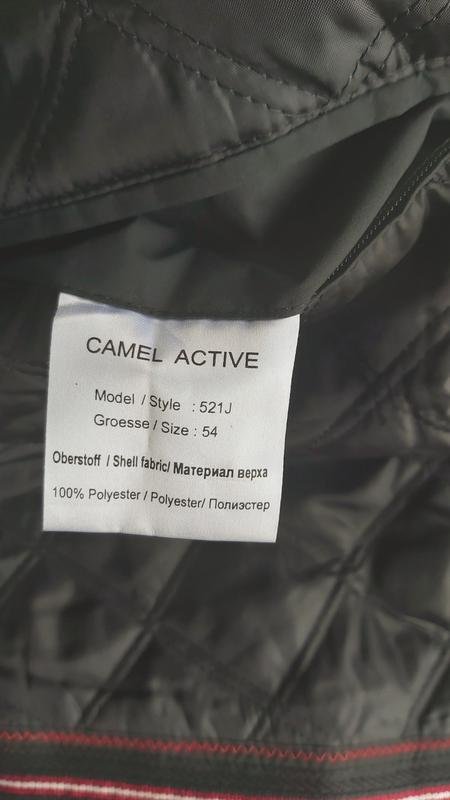 CAMEL ACTIVE
Model / Style : 521J
Groesse / Size : 54
Oberstoff / Shell fabric/ Материал верха
100% Polyester / Polyester/ Полиэстер